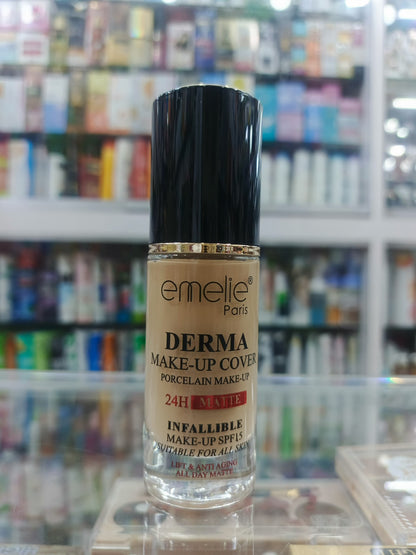 emelie®
Paris
DERMA
MAKE-UP COVER
PORCELAIN MAKE-UP
24H MATTE
INFALLIBLE
MAKE-UP SPF15
SUITABLE FOR ALL SKIN
LIFT & ANTI AGING
ALL DAY MATTE